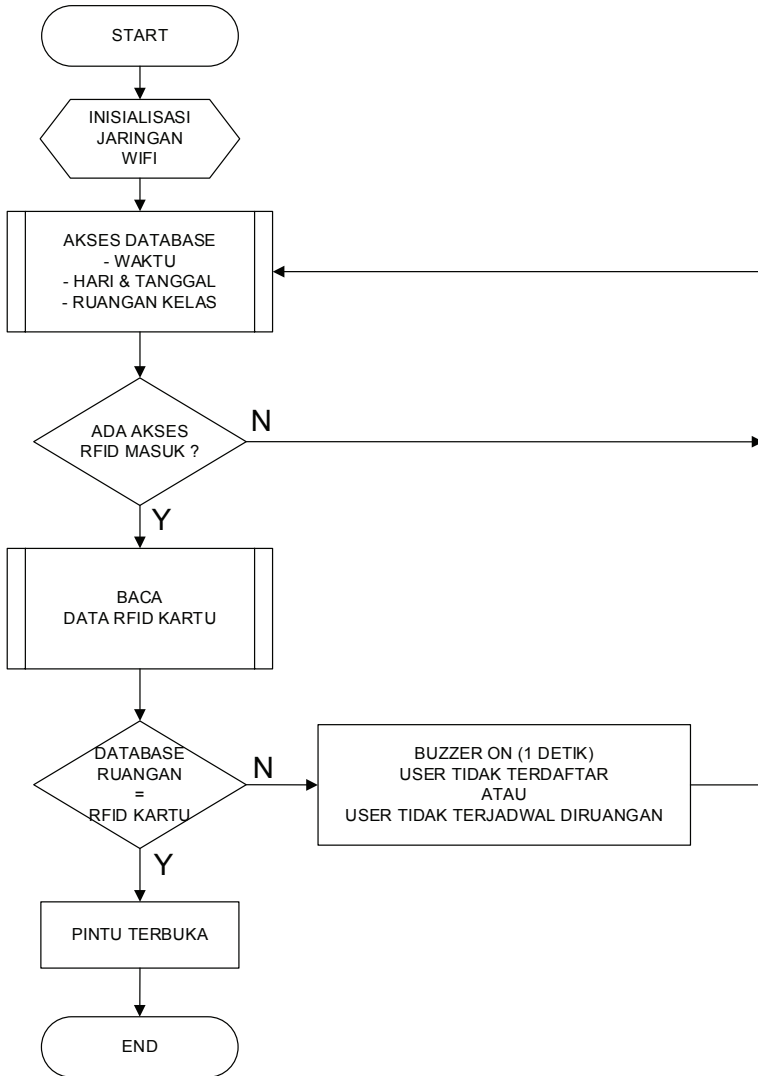 START
INISIALISASI
JARINGAN
WIFI
AKSES DATABASE
- WAKTU
- HARI & TANGGAL
- RUANGAN KELAS
ADA AKSES
RFID MASUK ?
N
Y
BACA
DATA RFID KARTU
DATABASE
RUANGAN
=
RFID KARTU
N
BUZZER ON (1 DETIK)
USER TIDAK TERDAFTAR
ATAU
USER TIDAK TERJADWAL DIRUANGAN
Y
PINTU TERBUKA
END